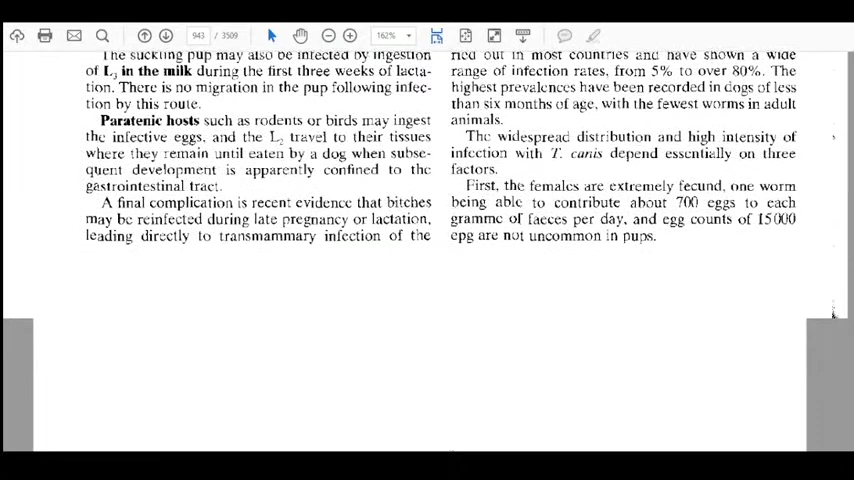 943 / 3509
162%
The suckling pup may also be infected by ingestion
of L3 in the milk during the first three weeks of lacta-
tion. There is no migration in the pup following infec-
tion by this route.
Paratenic hosts such as rodents or birds may ingest
the infective eggs, and the L2 travel to their tissues
where they remain until eaten by a dog when subse-
quent development is apparently confined to the
gastrointestinal tract.
A final complication is recent evidence that bitches
may be reinfected during late pregnancy or lactation,
leading directly to transmammary infection of the
ried out in most countries and have shown a wide
range of infection rates, from 5% to over 80%. The
highest prevalences have been recorded in dogs of less
than six months of age, with the fewest worms in adult
animals.
The widespread distribution and high intensity of
infection with T. canis depend essentially on three
factors.
First, the females are extremely fecund, one worm
being able to contribute about 700 eggs to each
gramme of faeces per day, and egg counts of 15 000
epg are not uncommon in pups.